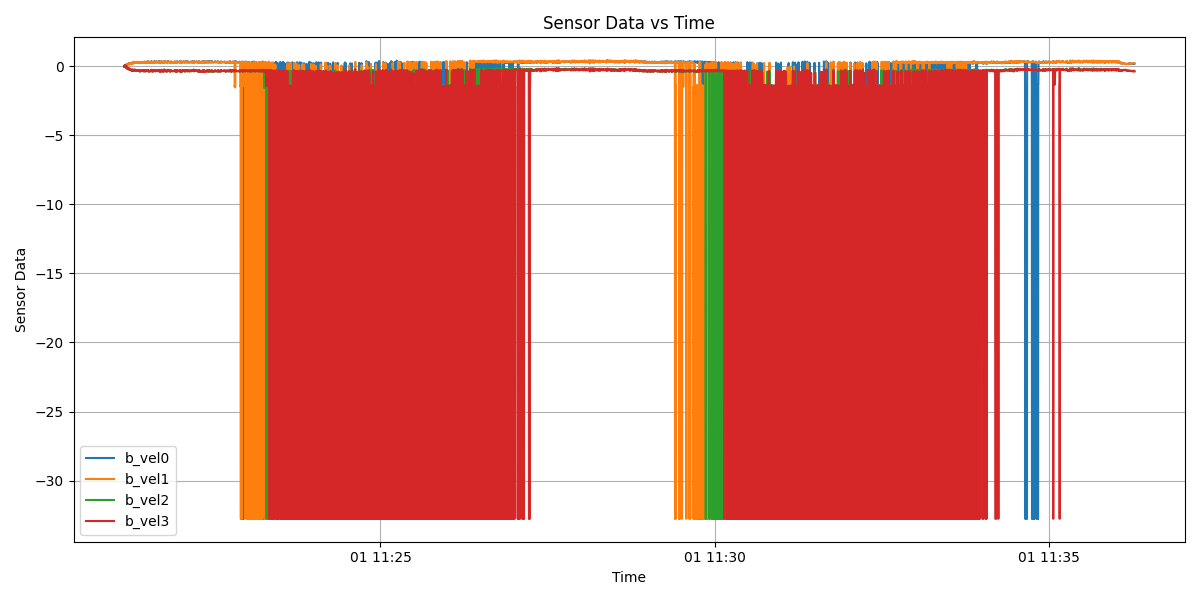 Sensor Data vs Time
Sensor Data
0
−5
−10
−15
−20
−25
−30
b_vel0
b_vel1
b_vel2
b_vel3
01 11:25
01 11:30
01 11:35
Time